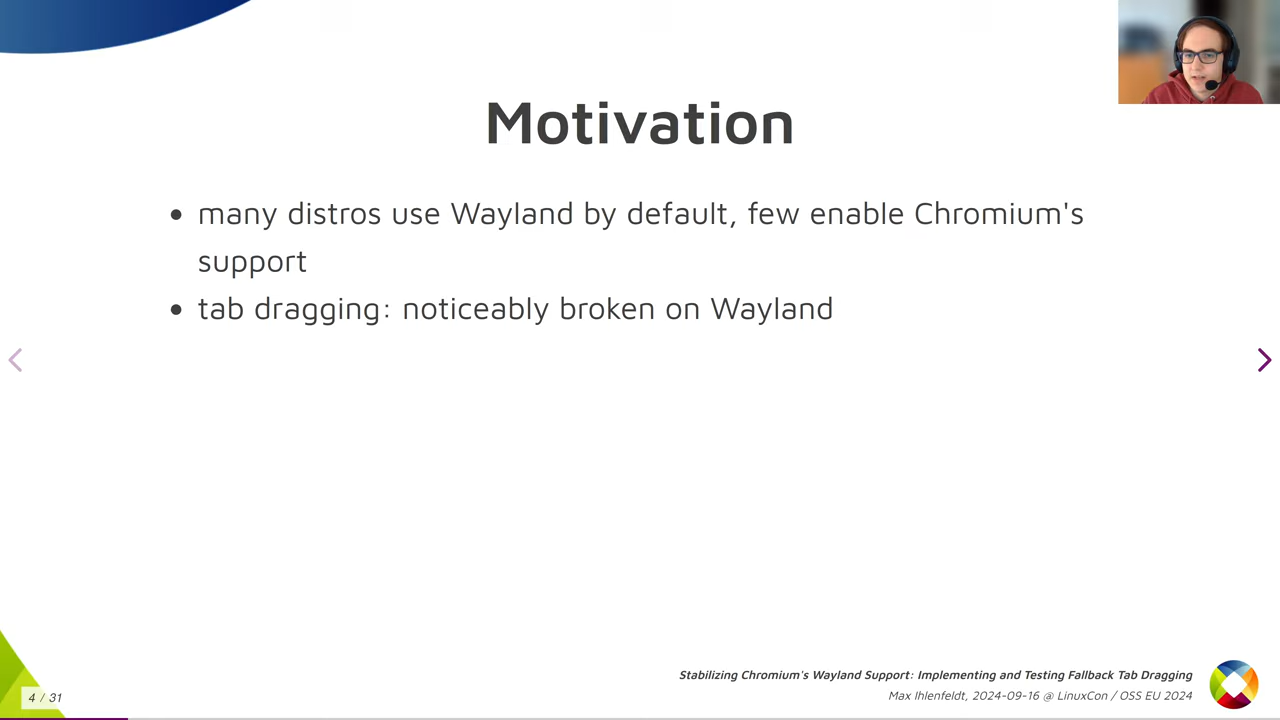 Motivation
• many distros use Wayland by default, few enable Chromium's
support
• tab dragging: noticeably broken on Wayland
Stabilizing Chromium's Wayland Support: Implementing and Testing Fallback Tab Dragging
Max Ihlenfeldt, 2024-09-16 @ LinuxCon / OSS EU 2024
4 / 31